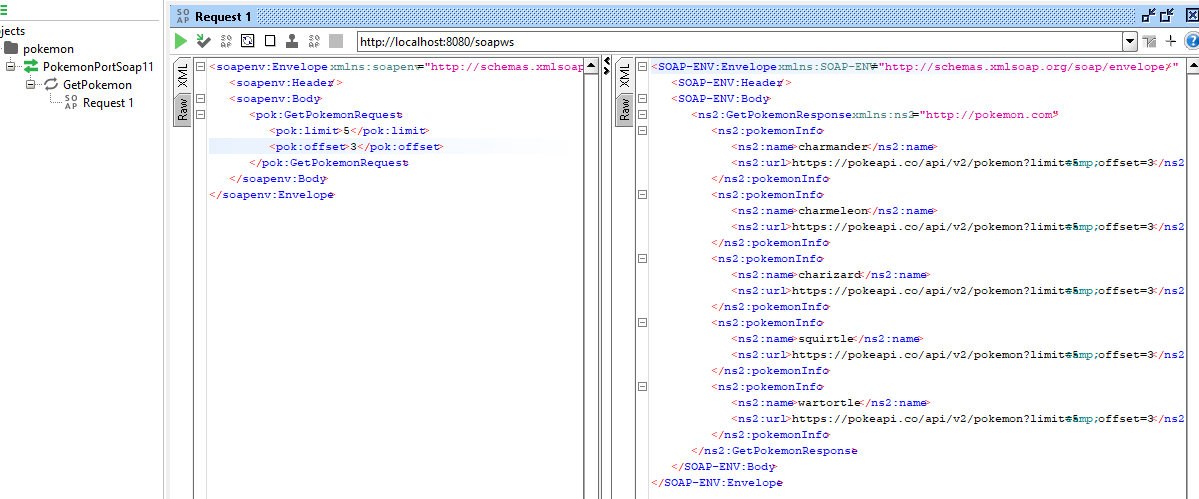 SOAP Request 1
http://localhost:8080/soapws
jects
pokemon
PokemonPortSoap11
GetPokemon
SOAP Request 1
XML
Raw
<soapenv:Envelope xmlns:soapenv="http://schemas.xmlsoap
<soapenv:Header/>
<soapenv:Body>
<pok:GetPokemonRequest>
<pok:limit>5</pok:limit>
<pok:offset>3</pok:offset>
</pok:GetPokemonRequest>
</soapenv:Body>
</soapenv:Envelope>
XML
Raw
<SOAP-ENV:Envelope xmlns:SOAP-ENV="http://schemas.xmlsoap.org/soap/envelope/"
<SOAP-ENV:Header/>
<SOAP-ENV:Body>
<ns2:GetPokemonResponse xmlns:ns2="http://pokemon.com">
<ns2:pokemonInfo>
<ns2:name>charmander</ns2:name>
<ns2:url>https://pokeapi.co/api/v2/pokemon?limit=5&amp;offset=3</ns2
</ns2:pokemonInfo>
<ns2:pokemonInfo>
<ns2:name>charmeleon</ns2:name>
<ns2:url>https://pokeapi.co/api/v2/pokemon?limit=5&amp;offset=3</ns2
</ns2:pokemonInfo>
<ns2:pokemonInfo>
<ns2:name>charizard</ns2:name>
<ns2:url>https://pokeapi.co/api/v2/pokemon?limit=5&amp;offset=3</ns2
</ns2:pokemonInfo>
<ns2:pokemonInfo>
<ns2:name>squirtle</ns2:name>
<ns2:url>https://pokeapi.co/api/v2/pokemon?limit=5&amp;offset=3</ns2
</ns2:pokemonInfo>
<ns2:pokemonInfo>
<ns2:name>wartortle</ns2:name>
<ns2:url>https://pokeapi.co/api/v2/pokemon?limit=5&amp;offset=3</ns2
</ns2:pokemonInfo>
</ns2:GetPokemonResponse>
</SOAP-ENV:Body>
</SOAP-ENV:Envelope>